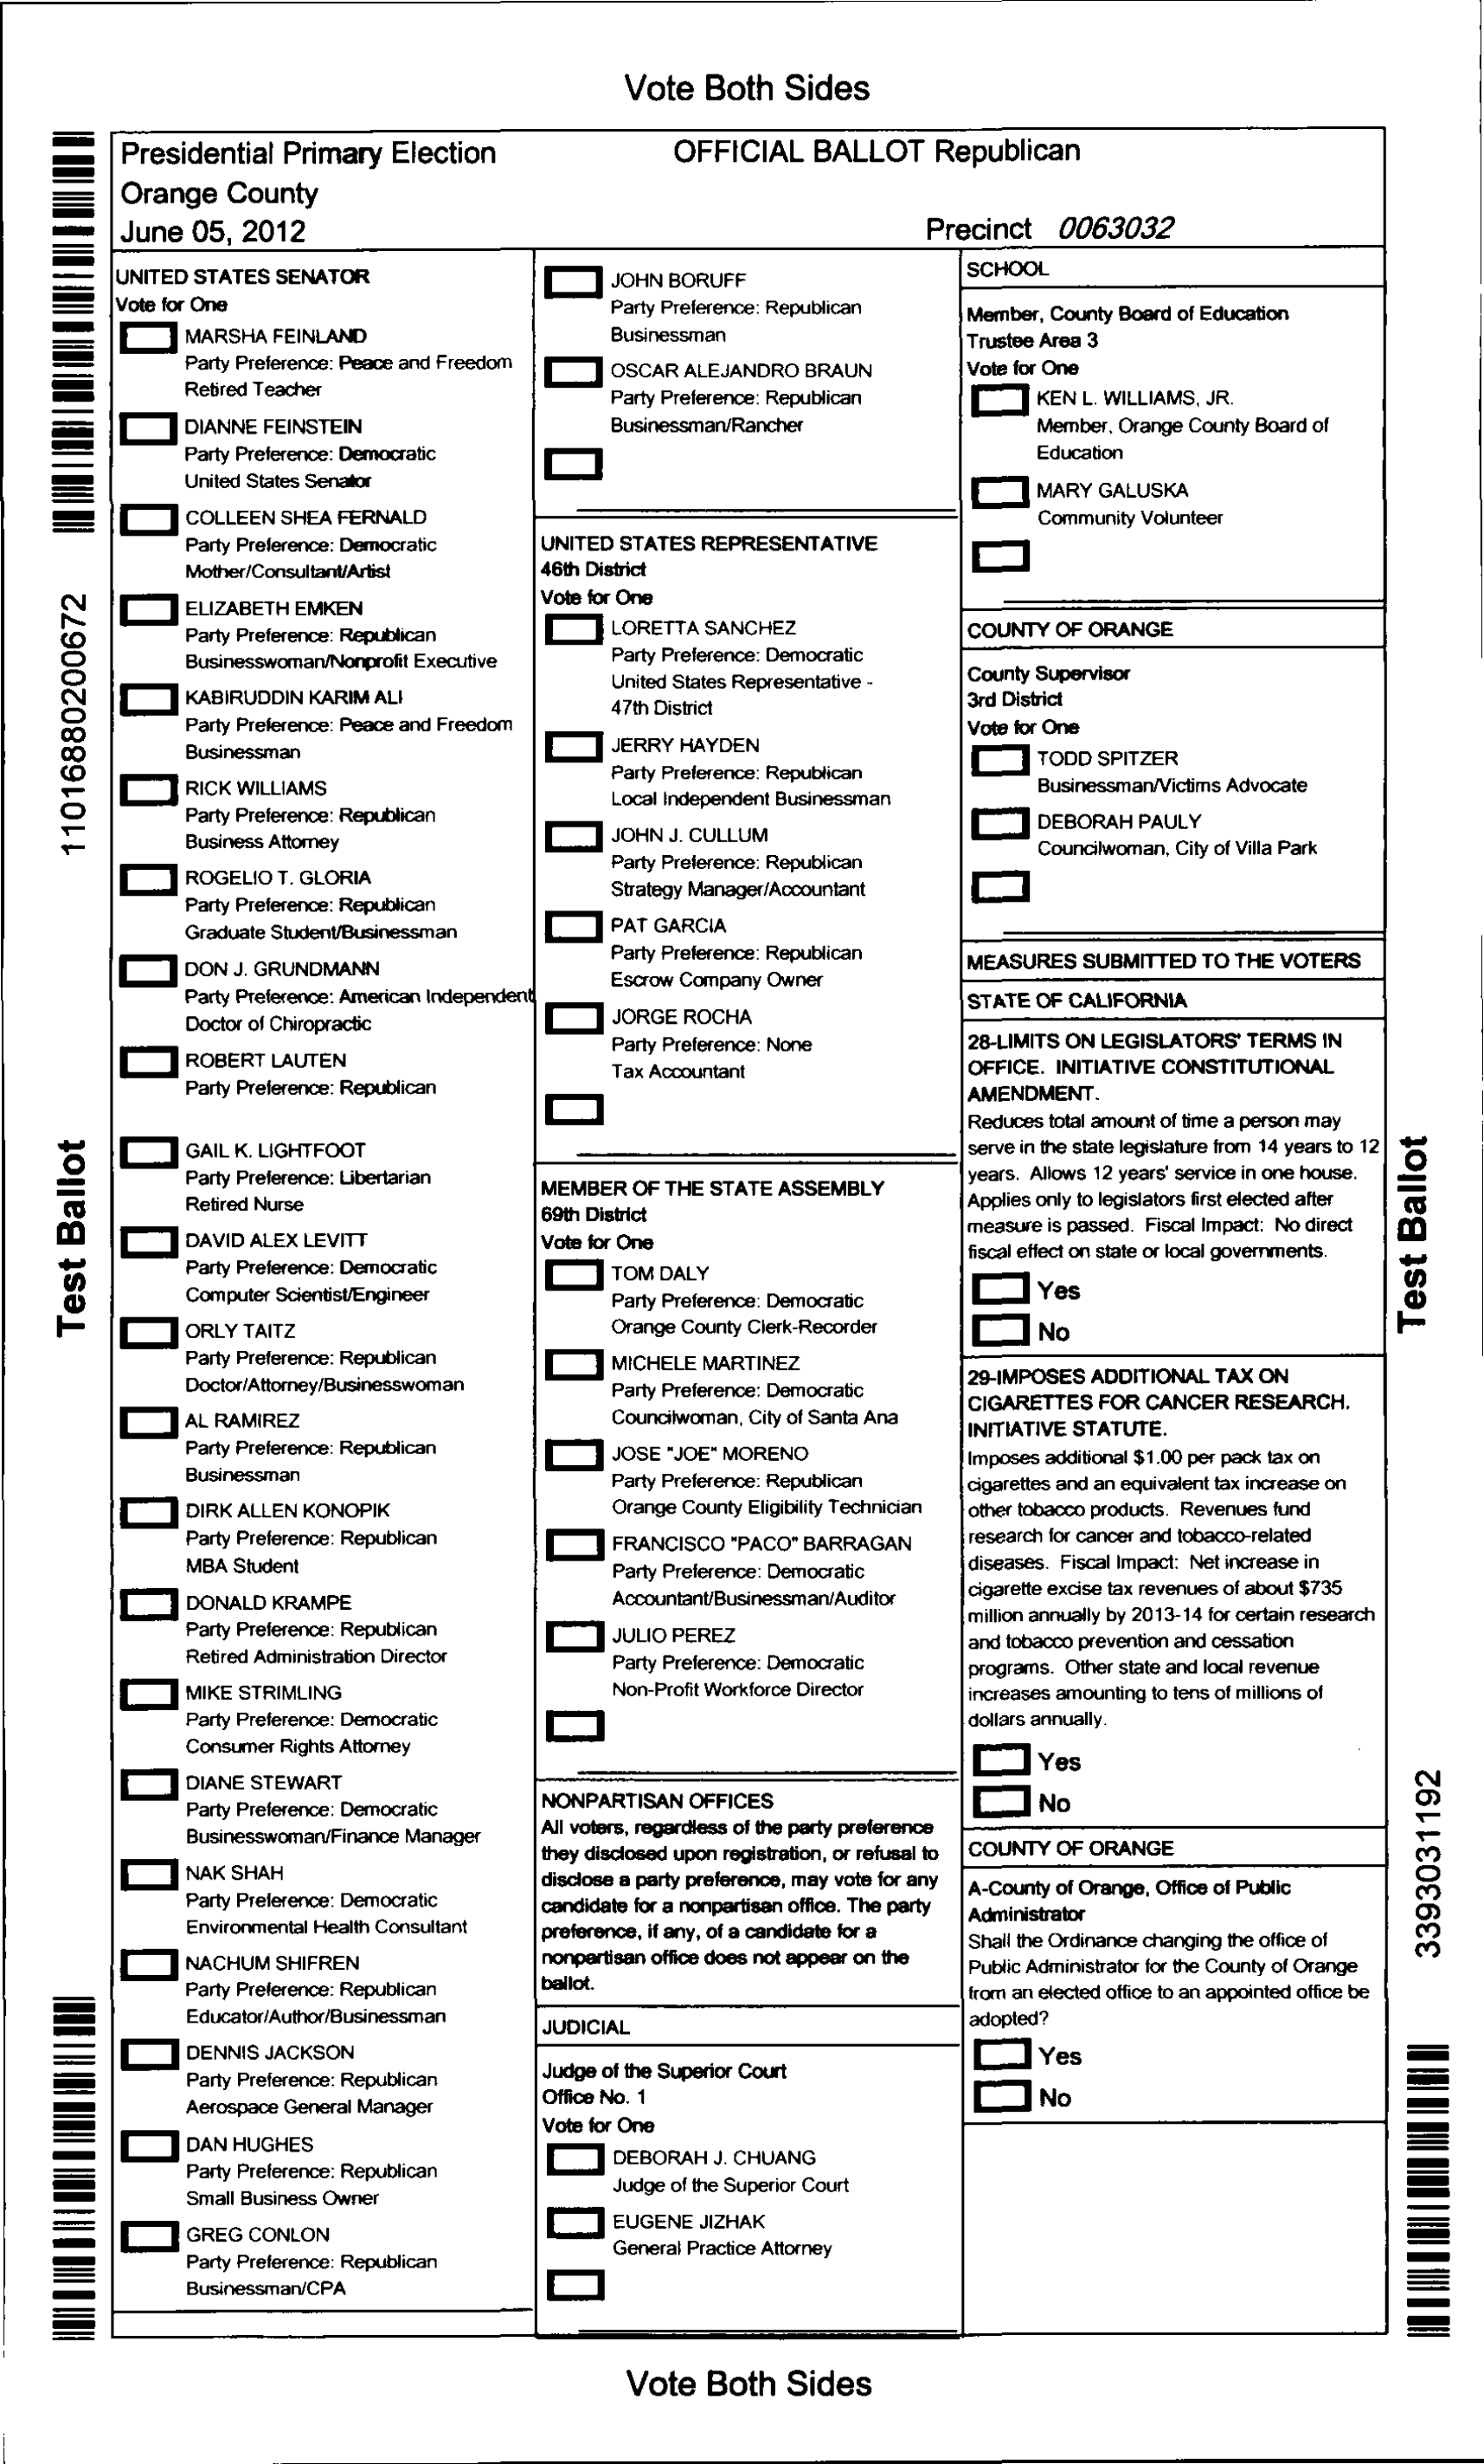 Vote Both Sides
Presidential Primary Election
Orange County
June 05, 2012
OFFICIAL BALLOT Republican
Precinct 0063032
UNITED STATES SENATOR
Vote for One
MARSHA FEINLAND
Party Preference: Peace and Freedom
Retired Teacher
DIANNE FEINSTEIN
Party Preference: Democratic
United States Senator
COLLEEN SHEA FERNALD
Party Preference: Democratic
Mother/Consultant/Artist
ELIZABETH EMKEN
Party Preference: Republican
Businesswoman/Nonprofit Executive
KABIRUDDIN KARIM ALI
Party Preference: Peace and Freedom
Businessman
RICK WILLIAMS
Party Preference: Republican
Business Attorney
ROGELIO T. GLORIA
Party Preference: Republican
Graduate Student/Businessman
DON J. GRUNDMANN
Party Preference: American Independent
Doctor of Chiropractic
ROBERT LAUTEN
Party Preference: Republican
GAIL K. LIGHTFOOT
Party Preference: Libertarian
Retired Nurse
DAVID ALEX LEVITT
Party Preference: Democratic
Computer Scientist/Engineer
ORLY TAITZ
Party Preference: Republican
Doctor/Attorney/Businesswoman
AL RAMIREZ
Party Preference: Republican
Businessman
DIRK ALLEN KONOPIK
Party Preference: Republican
MBA Student
DONALD KRAMPE
Party Preference: Republican
Retired Administration Director
MIKE STRIMLING
Party Preference: Democratic
Consumer Rights Attorney
DIANE STEWART
Party Preference: Democratic
Businesswoman/Finance Manager
NAK SHAH
Party Preference: Democratic
Environmental Health Consultant
NACHUM SHIFREN
Party Preference: Republican
Educator/Author/Businessman
DENNIS JACKSON
Party Preference: Republican
Aerospace General Manager
DAN HUGHES
Party Preference: Republican
Small Business Owner
GREG CONLON
Party Preference: Republican
Businessman/CPA
JOHN BORUFF
Party Preference: Republican
Businessman
OSCAR ALEJANDRO BRAUN
Party Preference: Republican
Businessman/Rancher
UNITED STATES REPRESENTATIVE
46th District
Vote for One
LORETTA SANCHEZ
Party Preference: Democratic
United States Representative -
47th District
JERRY HAYDEN
Party Preference: Republican
Local Independent Businessman
JOHN J. CULLUM
Party Preference: Republican
Strategy Manager/Accountant
PAT GARCIA
Party Preference: Republican
Escrow Company Owner
JORGE ROCHA
Party Preference: None
Tax Accountant
MEMBER OF THE STATE ASSEMBLY
69th District
Vote for One
TOM DALY
Party Preference: Democratic
Orange County Clerk-Recorder
MICHELE MARTINEZ
Party Preference: Democratic
Councilwoman, City of Santa Ana
JOSE "JOE" MORENO
Party Preference: Republican
Orange County Eligibility Technician
FRANCISCO "PACO" BARRAGAN
Party Preference: Democratic
Accountant/Businessman/Auditor
JULIO PEREZ
Party Preference: Democratic
Non-Profit Workforce Director
NONPARTISAN OFFICES
All voters, regardless of the party preference
they disclosed upon registration, or refusal to
disclose a party preference, may vote for any
candidate for a nonpartisan office. The party
preference, if any, of a candidate for a
nonpartisan office does not appear on the
ballot.
JUDICIAL
Judge of the Superior Court
Office No. 1
Vote for One
DEBORAH J. CHUANG
Judge of the Superior Court
EUGENE JIZHAK
General Practice Attorney
SCHOOL
Member, County Board of Education
Trustee Area 3
Vote for One
KEN L. WILLIAMS, JR.
Member, Orange County Board of
Education
MARY GALUSKA
Community Volunteer
COUNTY OF ORANGE
County Supervisor
3rd District
Vote for One
TODD SPITZER
Businessman/Victims Advocate
DEBORAH PAULY
Councilwoman, City of Villa Park
MEASURES SUBMITTED TO THE VOTERS
STATE OF CALIFORNIA
28-LIMITS ON LEGISLATORS' TERMS IN
OFFICE. INITIATIVE CONSTITUTIONAL
AMENDMENT.
Reduces total amount of time a person may
serve in the state legislature from 14 years to 12
years. Allows 12 years' service in one house.
Applies only to legislators first elected after
measure is passed. Fiscal Impact: No direct
fiscal effect on state or local governments.
Yes
No
29-IMPOSES ADDITIONAL TAX ON
CIGARETTES FOR CANCER RESEARCH.
INITIATIVE STATUTE.
Imposes additional $1.00 per pack tax on
cigarettes and an equivalent tax increase on
other tobacco products. Revenues fund
research for cancer and tobacco-related
diseases. Fiscal Impact: Net increase in
cigarette excise tax revenues of about $735
million annually by 2013-14 for certain research
and tobacco prevention and cessation
programs. Other state and local revenue
increases amounting to tens of millions of
dollars annually.
Yes
No
COUNTY OF ORANGE
A-County of Orange, Office of Public
Administrator
Shall the Ordinance changing the office of
Public Administrator for the County of Orange
from an elected office to an appointed office be
adopted?
Yes
No
11016880200672
Test Ballot
Test Ballot
33930311192
Vote Both Sides